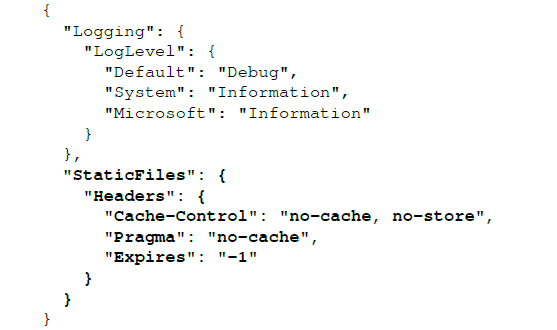 {
  "Logging": {
    "LogLevel": {
      "Default": "Debug",
      "System": "Information",
      "Microsoft": "Information"
    }
  },
  "StaticFiles": {
    "Headers": {
      "Cache-Control": "no-cache, no-store",
      "Pragma": "no-cache",
      "Expires": "-1"
    }
  }
}